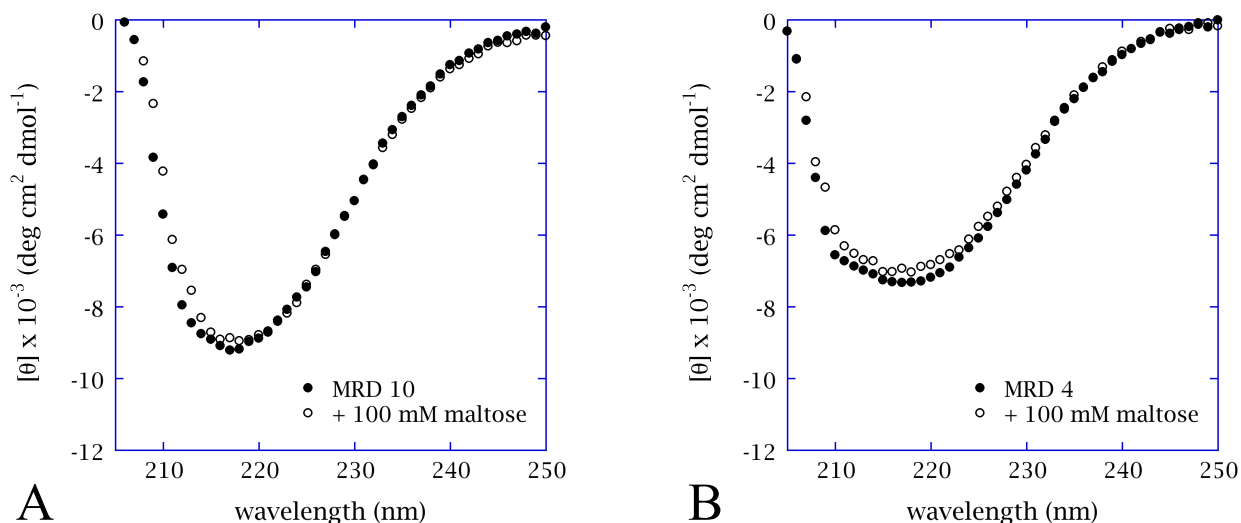 0
-2
-4
-6
-8
-10
-12
[θ] x 10⁻³ (deg cm² dmol⁻¹)
MRD 10
+ 100 mM maltose
210 220 230 240 250
wavelength (nm)
A
0
-2
-4
-6
-8
-10
-12
[θ] x 10⁻³ (deg cm² dmol⁻¹)
MRD 4
+ 100 mM maltose
210 220 230 240 250
wavelength (nm)
B